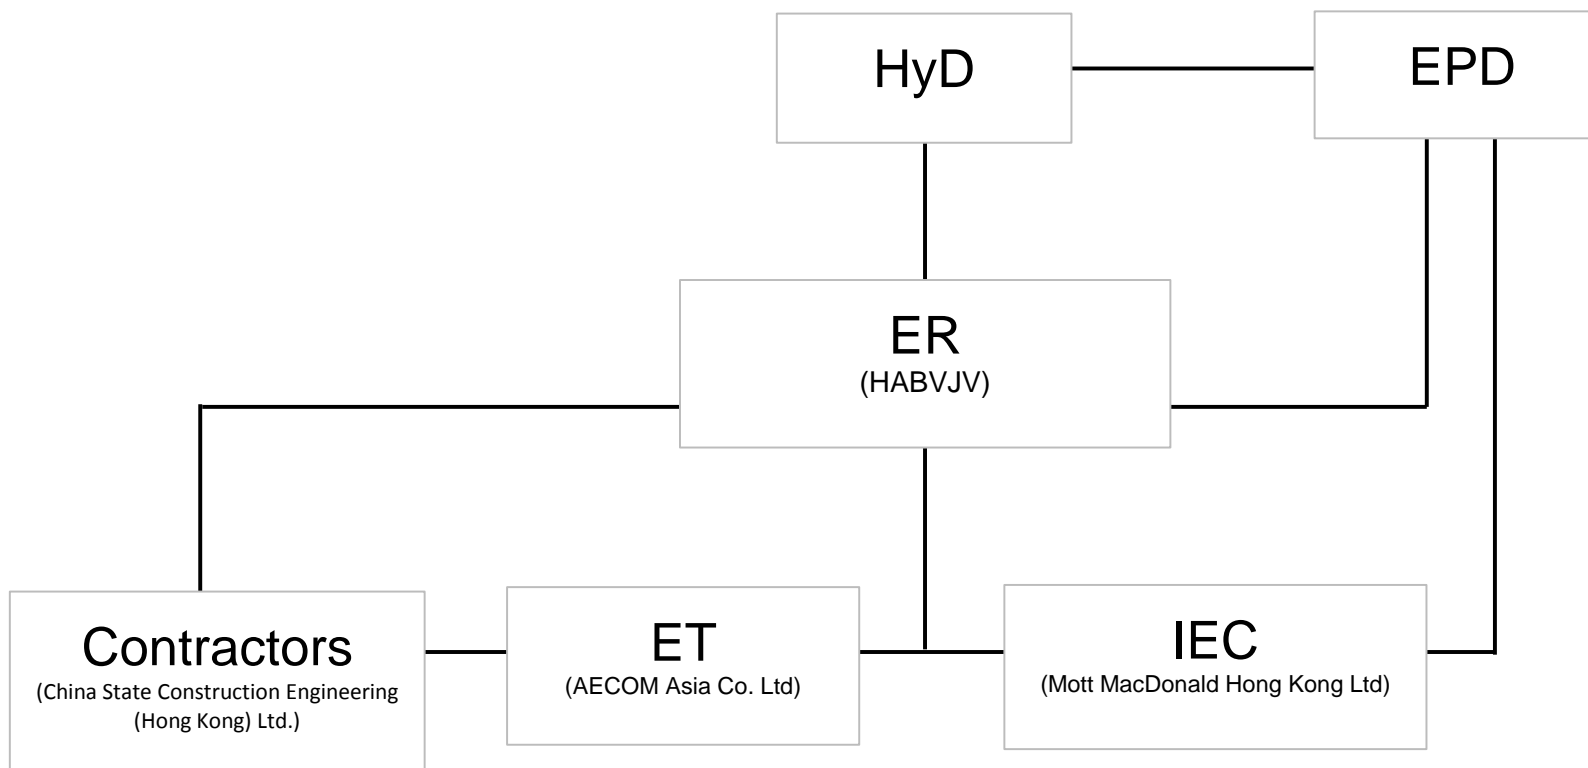 HyD
EPD
ER
(HABVJV)
Contractors
(China State Construction Engineering
(Hong Kong) Ltd.)
ET
(AECOM Asia Co. Ltd)
IEC
(Mott MacDonald Hong Kong Ltd)